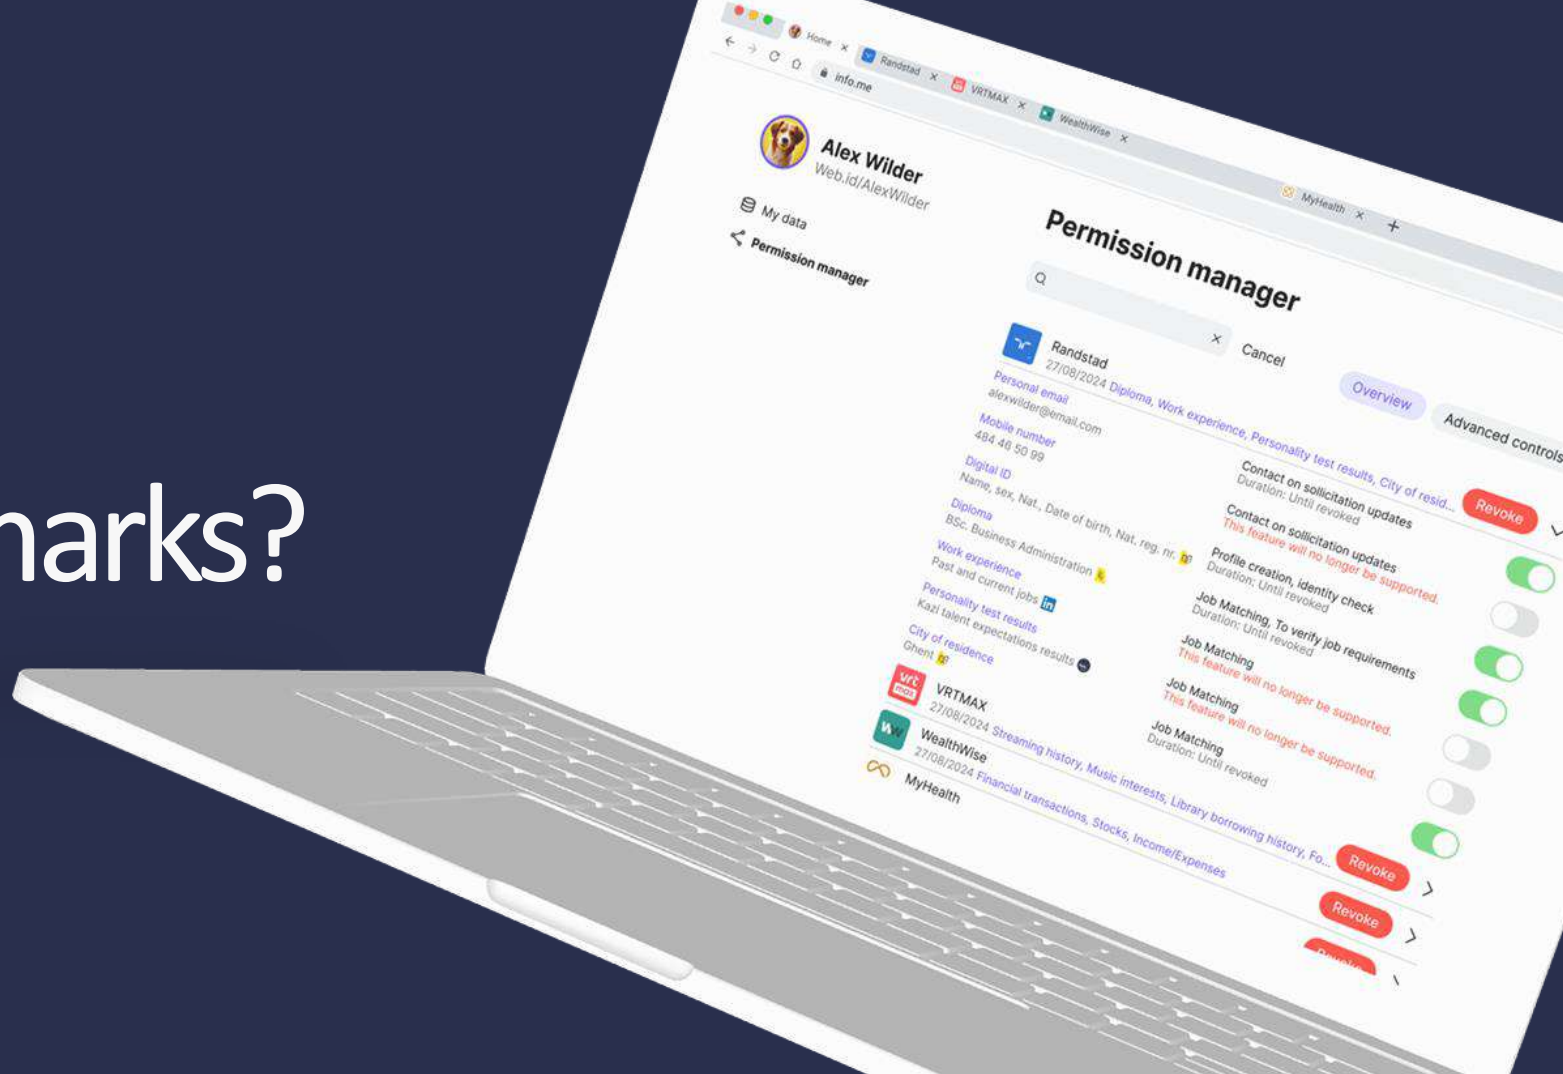 Home
Randstad
VRTMAX
WealthWise
MyHealth
info.me
Alex Wilder
Web.id/AlexWilder
My data
Permission manager
Permission manager
Cancel
Overview
Advanced controls
Randstad
27/08/2024 Diploma, Work experience, Personality test results, City of resid...
Revoke
Personal email
alexwilder@email.com
Contact on sollicitation updates
Duration: Until revoked
Mobile number
484 46 50 99
Contact on sollicitation updates
This feature will no longer be supported.
Digital ID
Name, sex, Nat., Date of birth, Nat. reg. nr.
Profile creation, identity check
Duration: Until revoked
Diploma
BSc. Business Administration
Job Matching, To verify job requirements
Duration: Until revoked
Work experience
Past and current jobs in
Job Matching
This feature will no longer be supported.
Personality test results
Kazi talent expectations results
Job Matching
This feature will no longer be supported.
City of residence
Ghent
Job Matching
Duration: Until revoked
vrt
max
VRTMAX
27/08/2024 Streaming history, Music interests, Library borrowing history, Fo...
Revoke
WW
WealthWise
27/08/2024 Financial transactions, Stocks, Income/Expenses
Revoke
MyHealth
Revoke
narks?